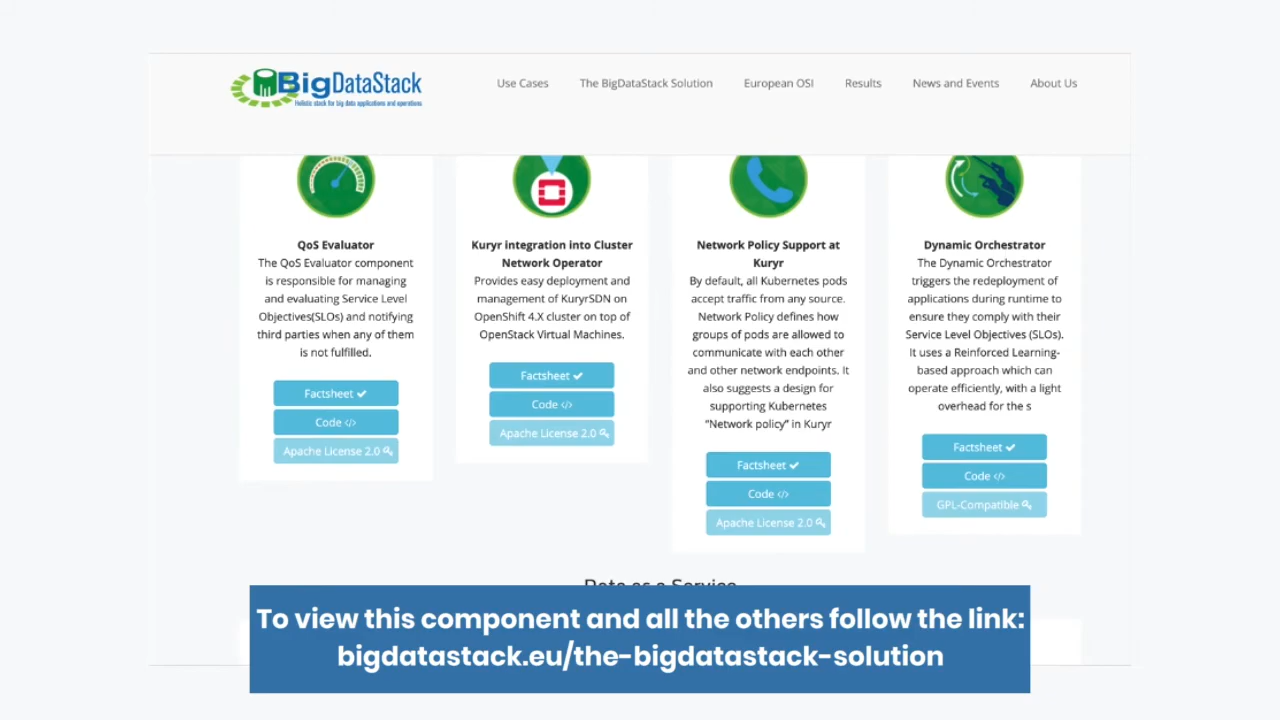 BigDataStack
Holistic stack for big data applications and operations
Use Cases
The BigDataStack Solution
European OSI
Results
News and Events
About Us
QoS Evaluator
The QoS Evaluator component
is responsible for managing
and evaluating Service Level
Objectives(SLOs) and notifying
third parties when any of them
is not fulfilled.
Factsheet
Code </>
Apache License 2.0
Kuryr integration into Cluster
Network Operator
Provides easy deployment and
management of KuryrSDN on
OpenShift 4.X cluster on top of
OpenStack Virtual Machines.
Factsheet
Code </>
Apache License 2.0
Network Policy Support at
Kuryr
By default, all Kubernetes pods
accept traffic from any source.
Network Policy defines how
groups of pods are allowed to
communicate with each other
and other network endpoints. It
also suggests a design for
supporting Kubernetes
“Network policy” in Kuryr
Factsheet
Code </>
Apache License 2.0
Dynamic Orchestrator
The Dynamic Orchestrator
triggers the redeployment of
applications during runtime to
ensure they comply with their
Service Level Objectives (SLOs).
It uses a Reinforced Learning-
based approach which can
operate efficiently, with a light
overhead for the s
Factsheet
Code </>
GPL-Compatible
Data as a Service
To view this component and all the others follow the link:
bigdatastack.eu/the-bigdatastack-solution